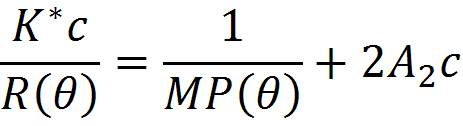 K*c / R(θ) = 1 / MP(θ) + 2A₂c